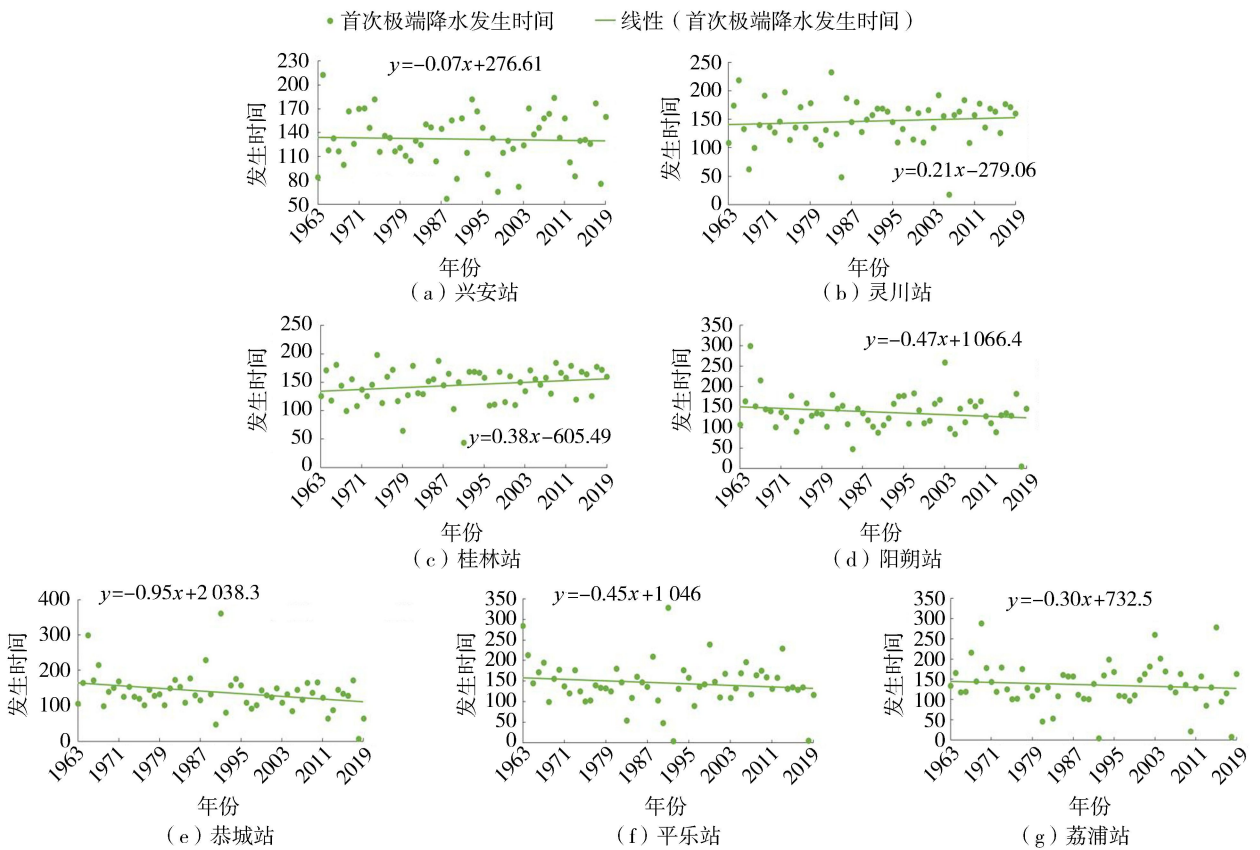 首次极端降水发生时间 线性（首次极端降水发生时间）
y=-0.07x+276.61
230
200
170
140
110
80
50
发生时间
1963 1971 1979 1987 1995 2003 2011 2019
年份
（a）兴安站
250
200
150
100
50
0
发生时间
y=0.21x-279.06
1963 1971 1979 1987 1995 2003 2011 2019
年份
（b）灵川站
250
200
150
100
50
0
发生时间
y=0.38x-605.49
1963 1971 1979 1987 1995 2003 2011 2019
年份
（c）桂林站
y=-0.47x+1 066.4
350
300
250
200
150
100
50
0
发生时间
1963 1971 1979 1987 1995 2003 2011 2019
年份
（d）阳朔站
y=-0.95x+2 038.3
400
300
200
100
0
发生时间
1963 1971 1979 1987 1995 2003 2011 2019
年份
（e）恭城站
y=-0.45x+1 046
350
300
250
200
150
100
50
0
发生时间
1963 1971 1979 1987 1995 2003 2011 2019
年份
（f）平乐站
y=-0.30x+732.5
350
300
250
200
150
100
50
0
发生时间
1963 1971 1979 1987 1995 2003 2011 2019
年份
（g）荔浦站